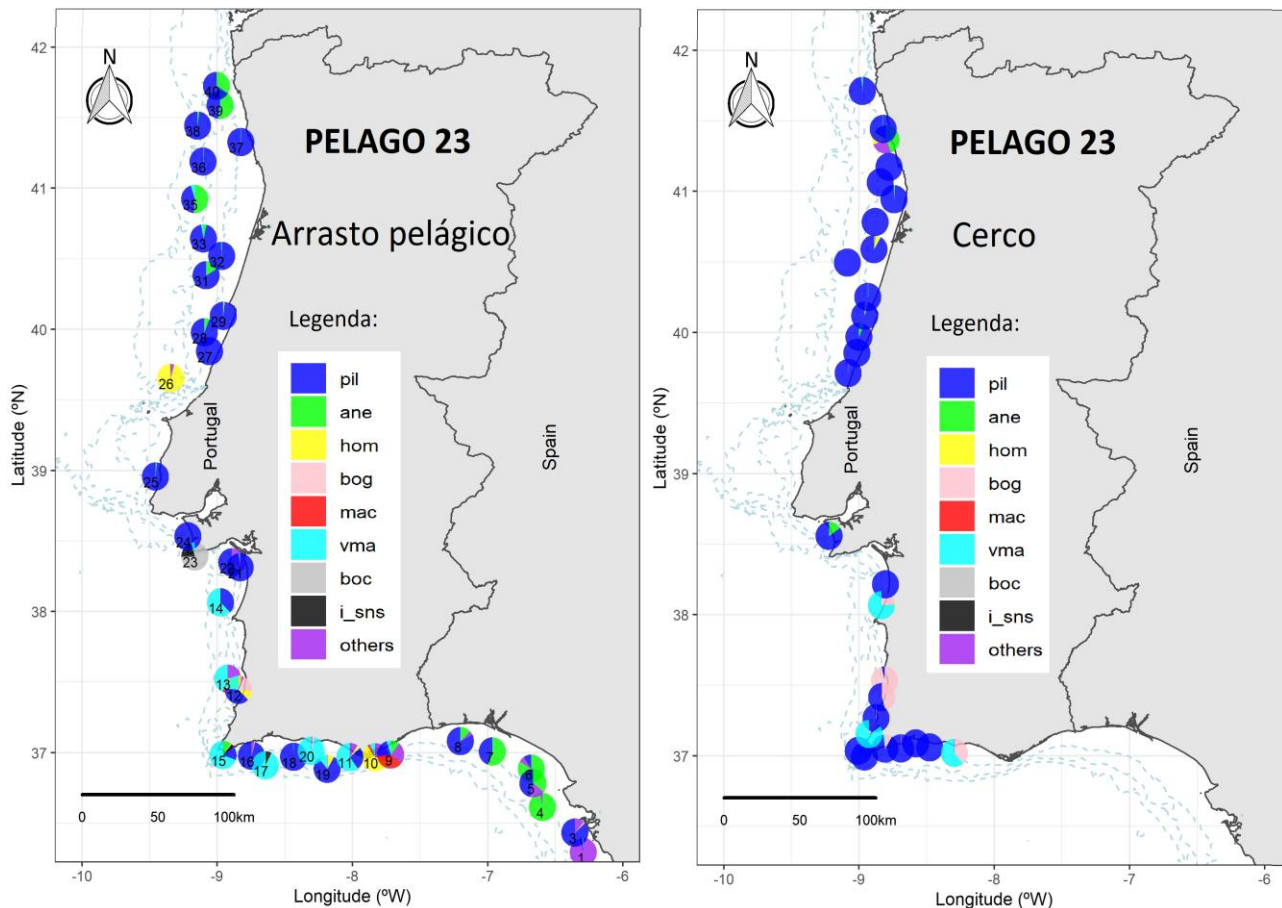 N
PELAGO 23
Arrasto pelágico
Legenda:
pil
ane
hom
bog
mac
vma
boc
i_sns
others
Portugal
Spain
40
39
38
37
36
35
33
32
31
29
28
27
26
25
24
23
22
21
14
13
12
15
16
17
18
20
19
11
10
9
8
7
6
5
4
3
1
0
50
100km
42
41
40
39
38
37
-10
-9
-8
-7
-6
Latitude (ºN)
Longitude (ºW)
N
PELAGO 23
Cerco
Legenda:
pil
ane
hom
bog
mac
vma
boc
i_sns
others
Portugal
Spain
0
50
100km
42
41
40
39
38
37
-10
-9
-8
-7
-6
Latitude (ºN)
Longitude (ºW)